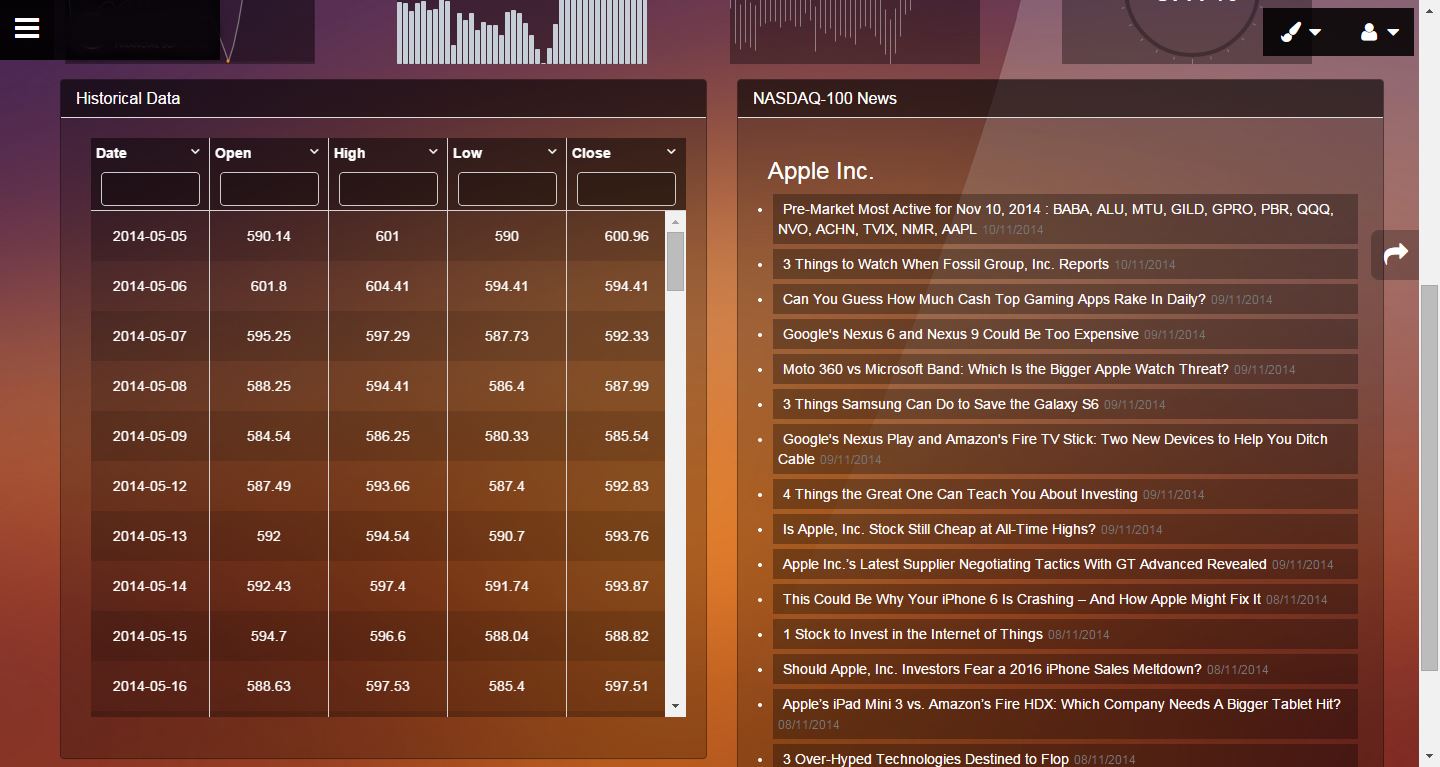 Historical Data
Date Open High Low Close
2014-05-05 590.14 601 590 600.96
2014-05-06 601.8 604.41 594.41 594.41
2014-05-07 595.25 597.29 587.73 592.33
2014-05-08 588.25 594.41 586.4 587.99
2014-05-09 584.54 586.25 580.33 585.54
2014-05-12 587.49 593.66 587.4 592.83
2014-05-13 592 594.54 590.7 593.76
2014-05-14 592.43 597.4 591.74 593.87
2014-05-15 594.7 596.6 588.04 588.82
2014-05-16 588.63 597.53 585.4 597.51
NASDAQ-100 News
Apple Inc.
Pre-Market Most Active for Nov 10, 2014 : BABA, ALU, MTU, GILD, GPRO, PBR, QQQ,
NVO, ACHN, TVIX, NMR, AAPL 10/11/2014
3 Things to Watch When Fossil Group, Inc. Reports 10/11/2014
Can You Guess How Much Cash Top Gaming Apps Rake In Daily? 09/11/2014
Google's Nexus 6 and Nexus 9 Could Be Too Expensive 09/11/2014
Moto 360 vs Microsoft Band: Which Is the Bigger Apple Watch Threat? 09/11/2014
3 Things Samsung Can Do to Save the Galaxy S6 09/11/2014
Google's Nexus Play and Amazon's Fire TV Stick: Two New Devices to Help You Ditch
Cable 09/11/2014
4 Things the Great One Can Teach You About Investing 09/11/2014
Is Apple, Inc. Stock Still Cheap at All-Time Highs? 09/11/2014
Apple Inc.’s Latest Supplier Negotiating Tactics With GT Advanced Revealed 09/11/2014
This Could Be Why Your iPhone 6 Is Crashing – And How Apple Might Fix It 08/11/2014
1 Stock to Invest in the Internet of Things 08/11/2014
Should Apple, Inc. Investors Fear a 2016 iPhone Sales Meltdown? 08/11/2014
Apple’s iPad Mini 3 vs. Amazon’s Fire HDX: Which Company Needs A Bigger Tablet Hit?
08/11/2014
3 Over-Hyped Technologies Destined to Flop 08/11/2014